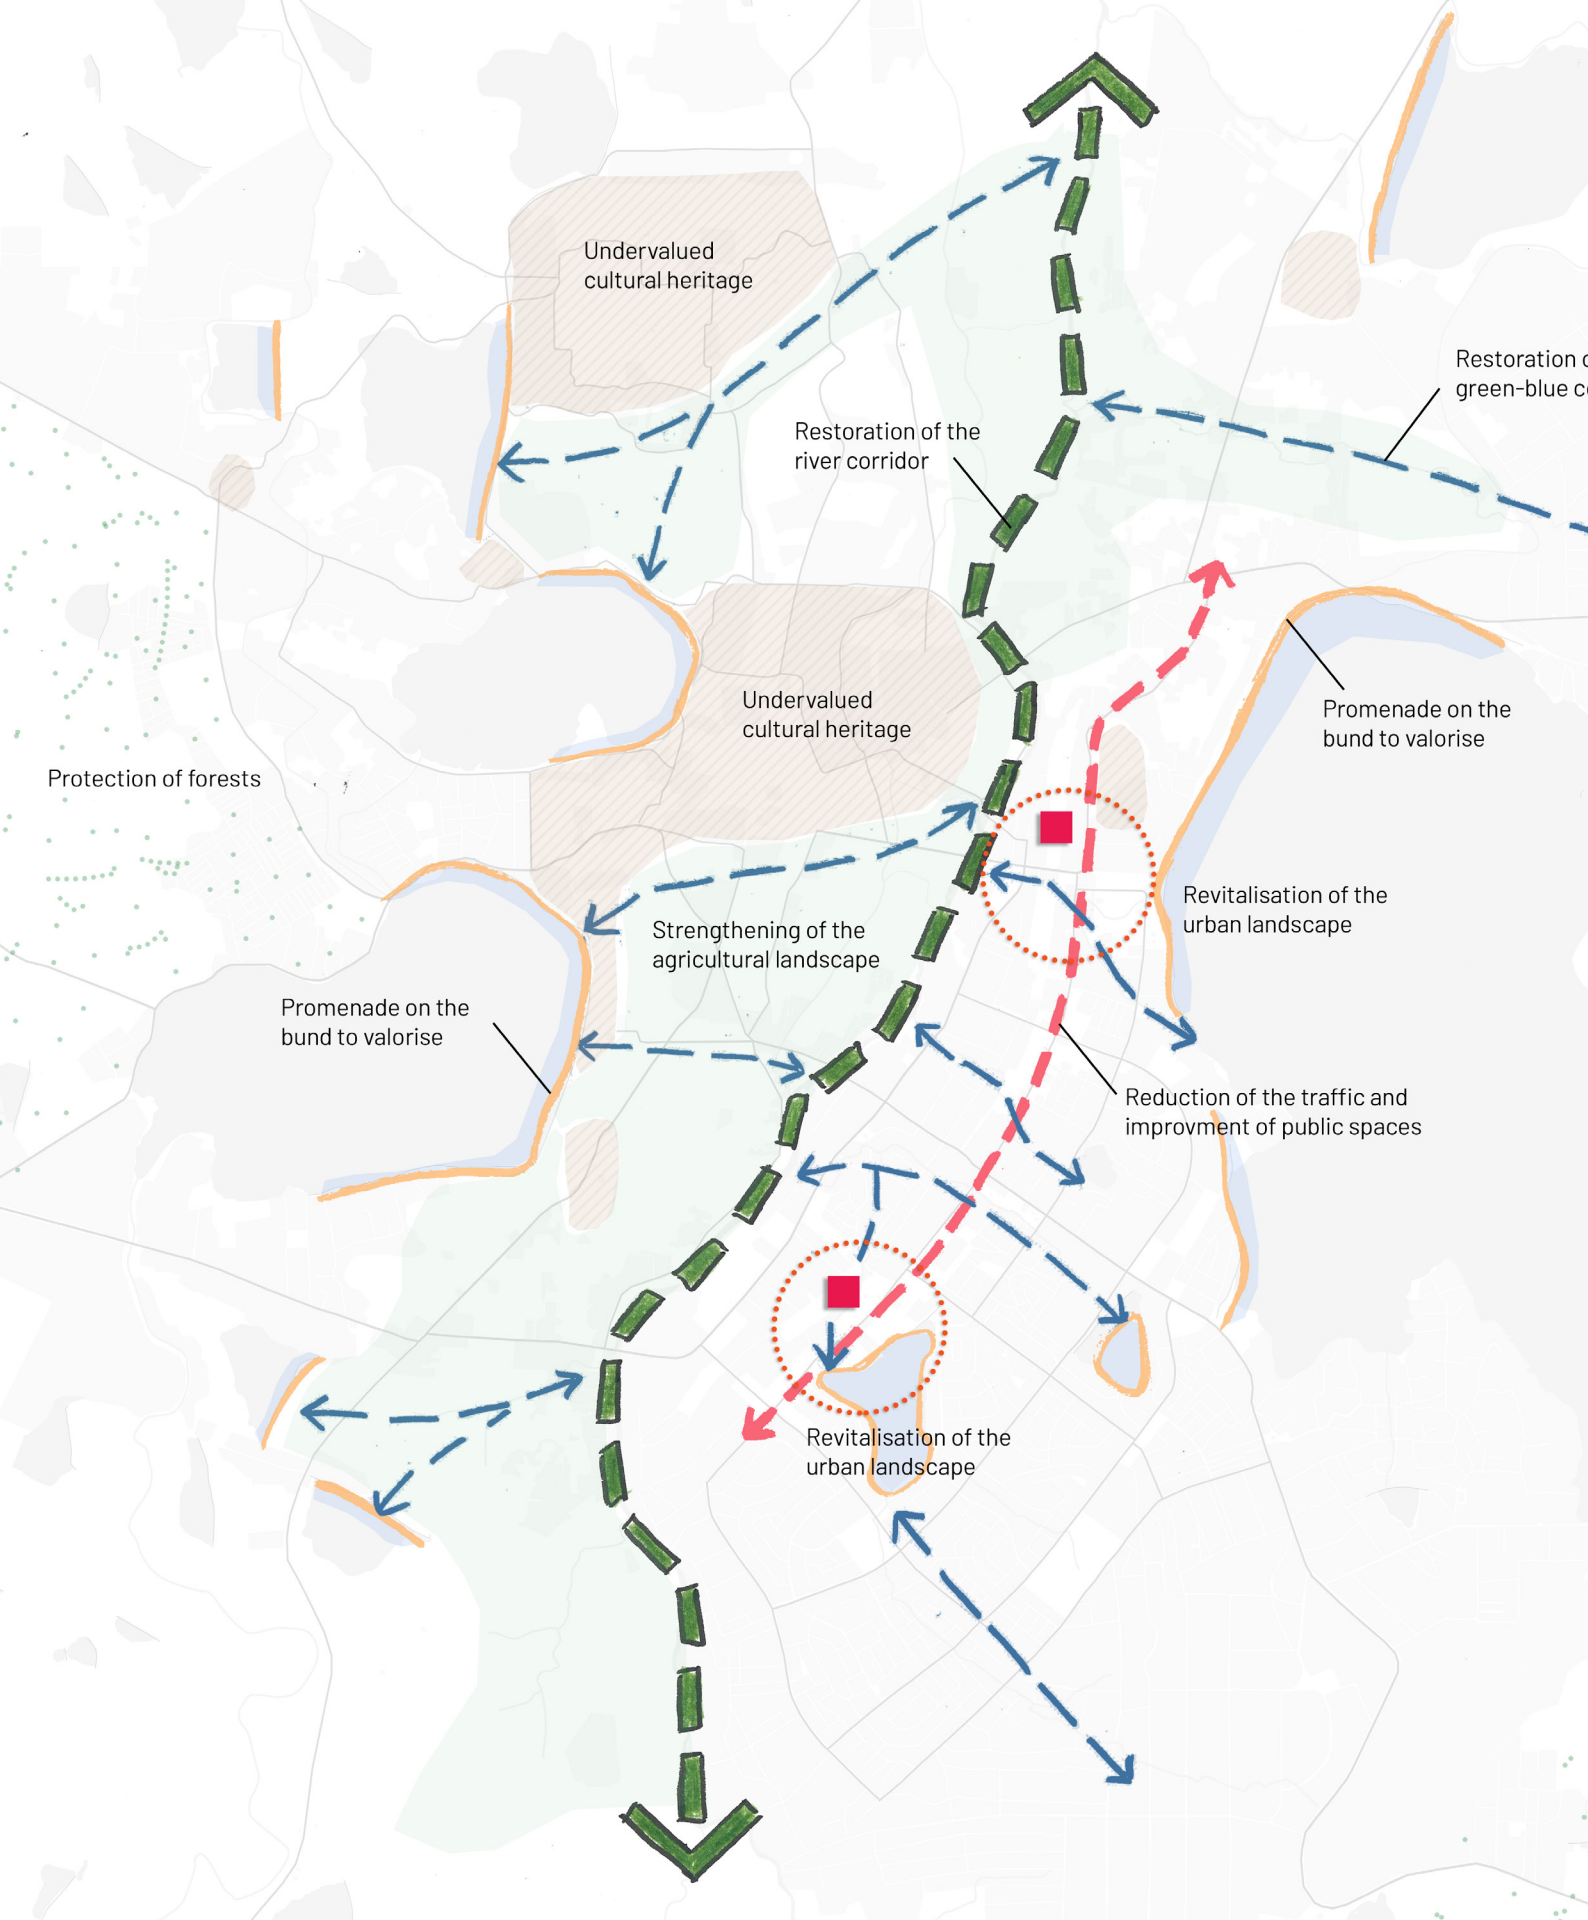 Undervalued
cultural heritage
Restoration
green-blue
Restoration of the
river corridor
Undervalued
cultural heritage
Promenade on the
bund to valorise
Protection of forests
Revitalisation of the
urban landscape
Strengthening of the
agricultural landscape
Promenade on the
bund to valorise
Reduction of the traffic and
improvment of public spaces
Revitalisation of the
urban landscape